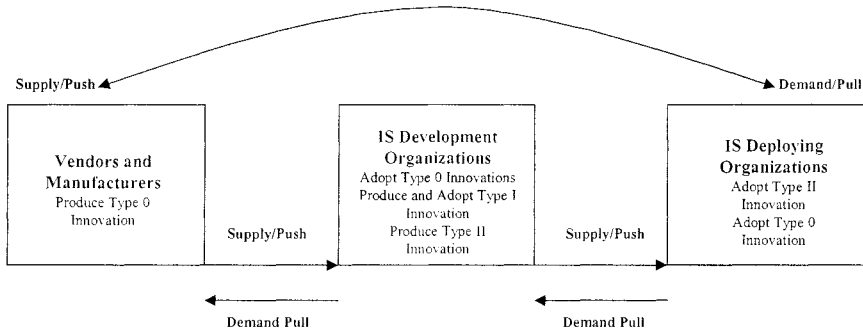 Supply/Push
Demand/Pull
Vendors and
Manufacturers
Produce Type 0
Innovation
Supply/Push
IS Development
Organizations
Adopt Type 0 Innovations
Produce and Adopt Type I
Innovation
Produce Type II
Innovation
Supply/Push
IS Deploying
Organizations
Adopt Type II
Innovation
Adopt Type 0
Innovation
Demand Pull
Demand Pull